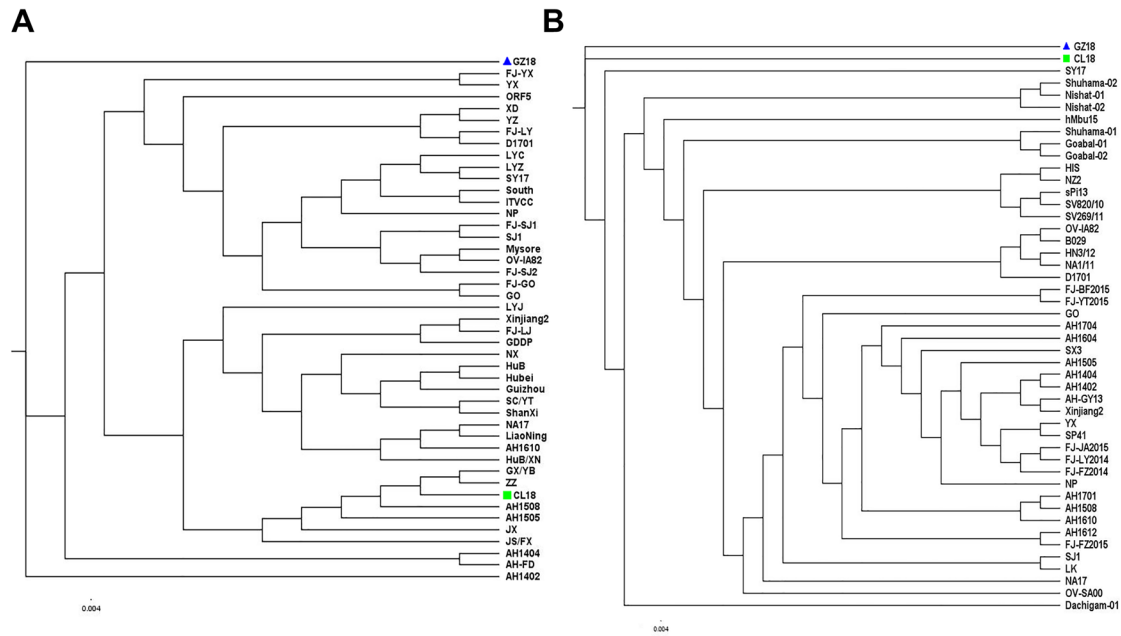 A
GZ18
FJ-YX
YX
ORF5
XD
YZ
FJ-LY
D1701
LYC
LYZ
SY17
South
ITVCC
NP
FJ-SJ1
SJ1
Mysore
OV-IA82
FJ-SJ2
FJ-GO
GO
LYJ
Xinjiang2
FJ-LJ
GDDP
NX
HuB
Hubei
Guizhou
SC/YT
ShanXi
NA17
LiaoNing
AH1610
HuB/XN
GX/YB
ZZ
CL18
AH1508
AH1505
JX
JS/FX
AH1404
AH-FD
AH1402
0.004
B
GZ18
CL18
SY17
Shuhama-02
Nishat-01
Nishat-02
hMbu15
Shuhama-01
Goabal-01
Goabal-02
HIS
NZ2
sPi13
SV820/10
SV269/11
OV-IA82
B029
HN3/12
NA1/11
D1701
FJ-BF2015
FJ-YT2015
GO
AH1704
AH1604
SX3
AH1505
AH1404
AH1402
AH-GY13
Xinjiang2
YX
SP41
FJ-JA2015
FJ-LY2014
FJ-FZ2014
NP
AH1701
AH1508
AH1610
AH1612
FJ-FZ2015
SJ1
LK
NA17
OV-SA00
Dachigam-01
0.004